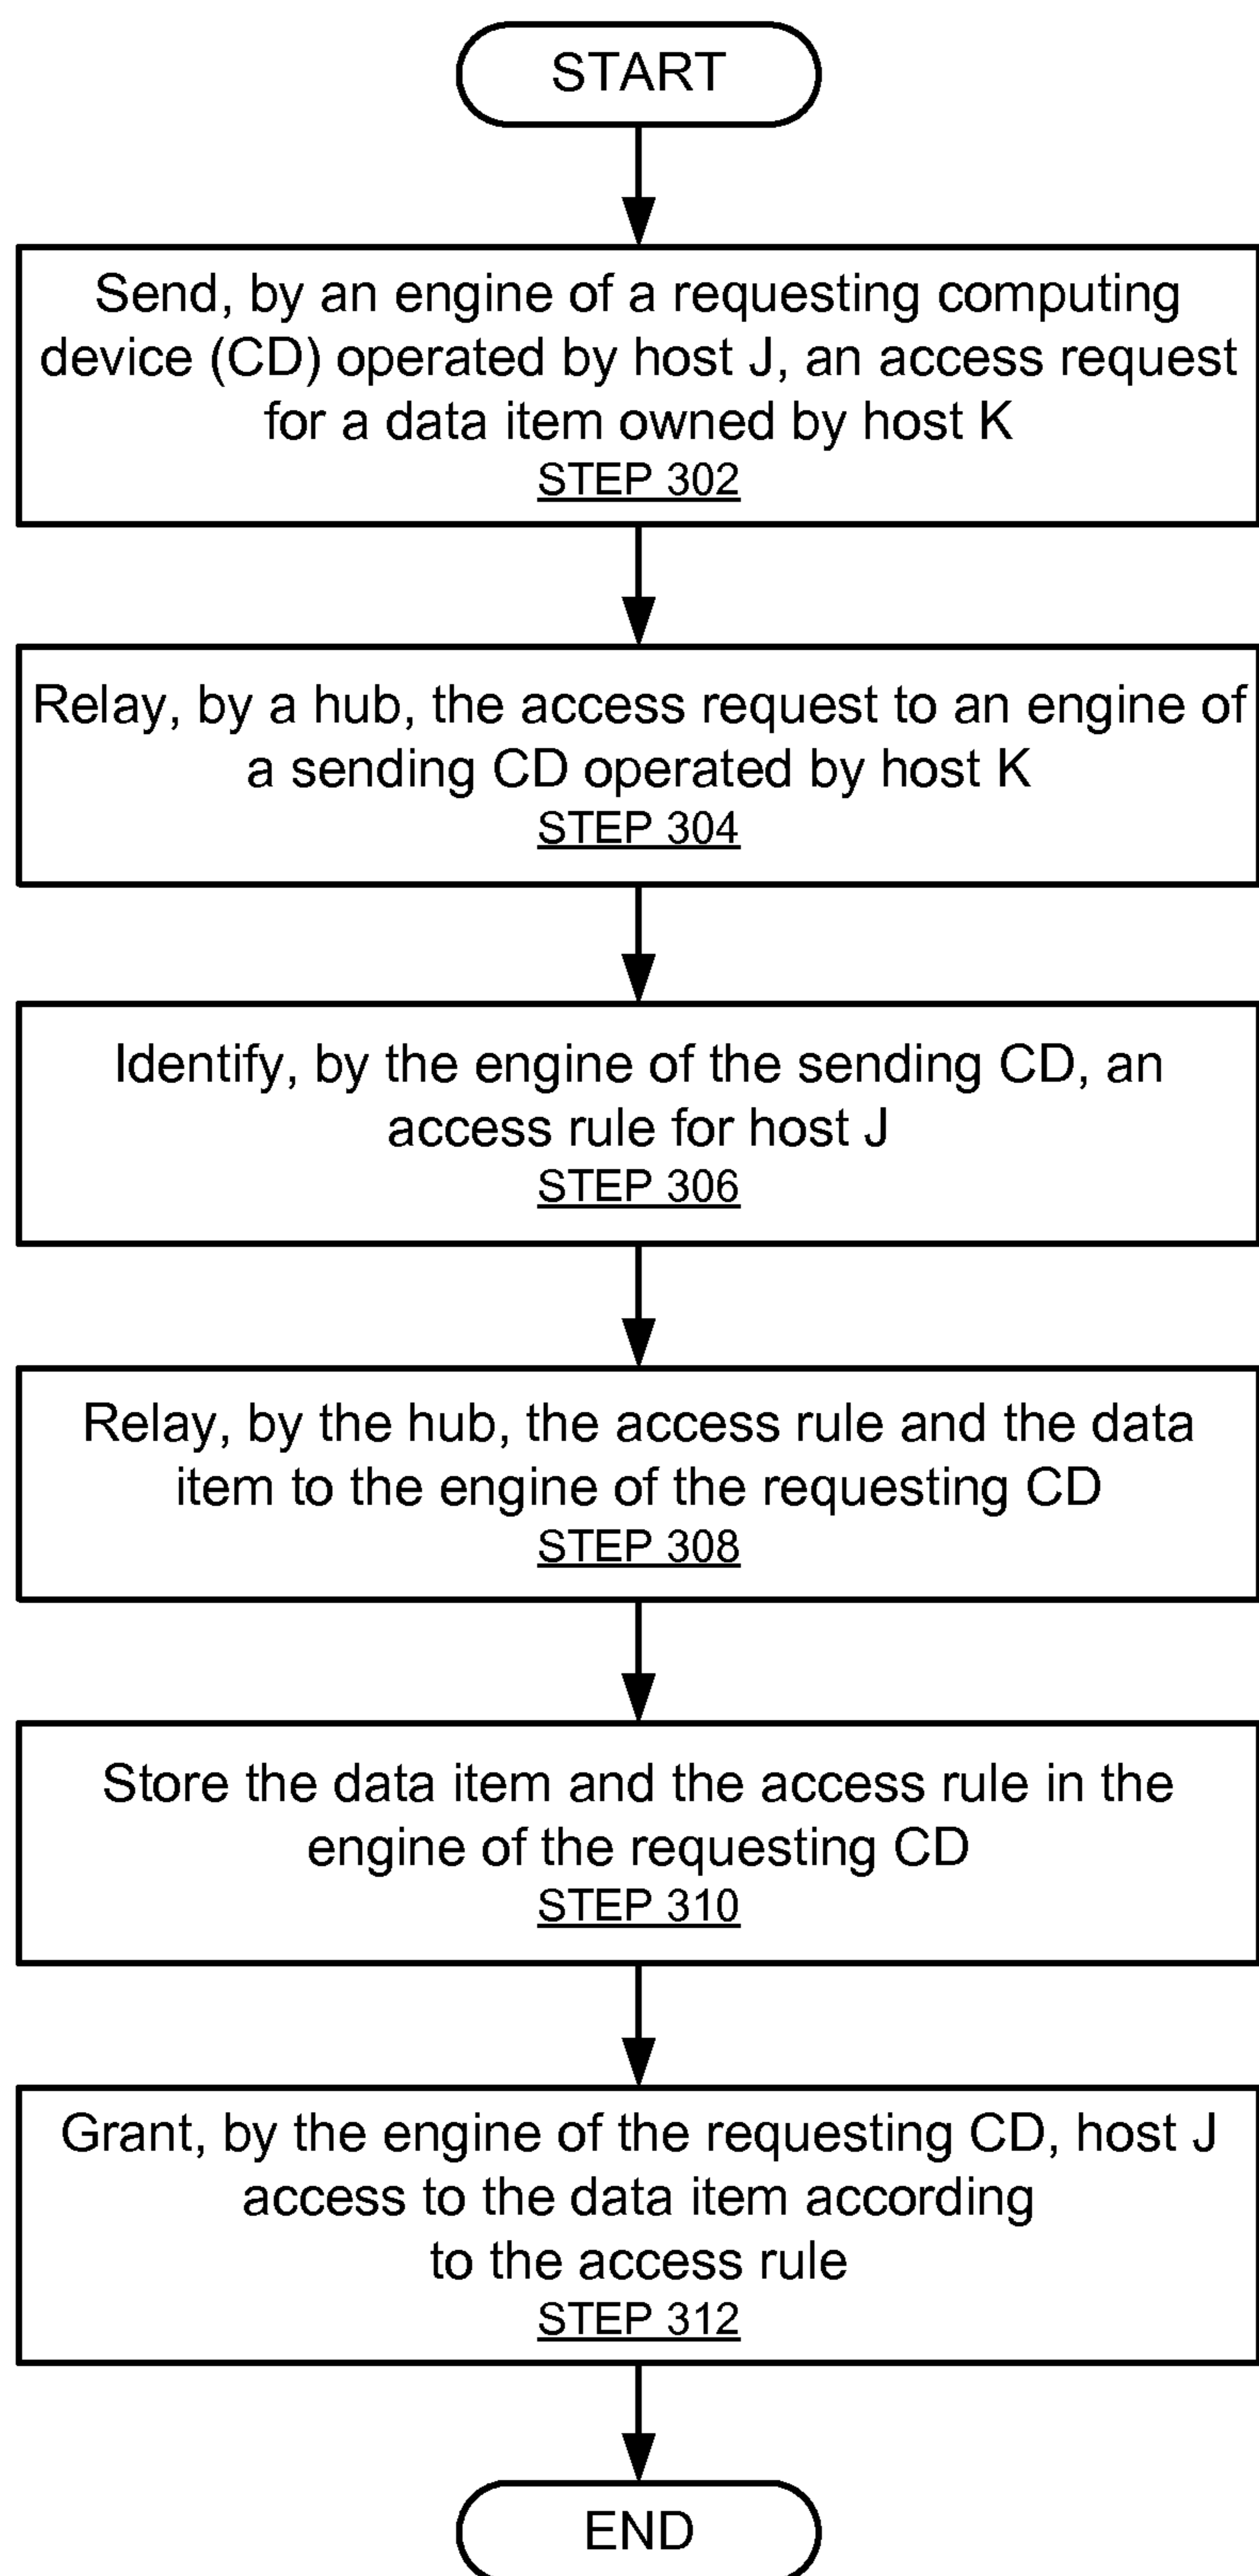 START
Send, by an engine of a requesting computing
device (CD) operated by host J, an access request
for a data item owned by host K
STEP 302
Relay, by a hub, the access request to an engine of
a sending CD operated by host K
STEP 304
Identify, by the engine of the sending CD, an
access rule for host J
STEP 306
Relay, by the hub, the access rule and the data
item to the engine of the requesting CD
STEP 308
Store the data item and the access rule in the
engine of the requesting CD
STEP 310
Grant, by the engine of the requesting CD, host J
access to the data item according
to the access rule
STEP 312
END